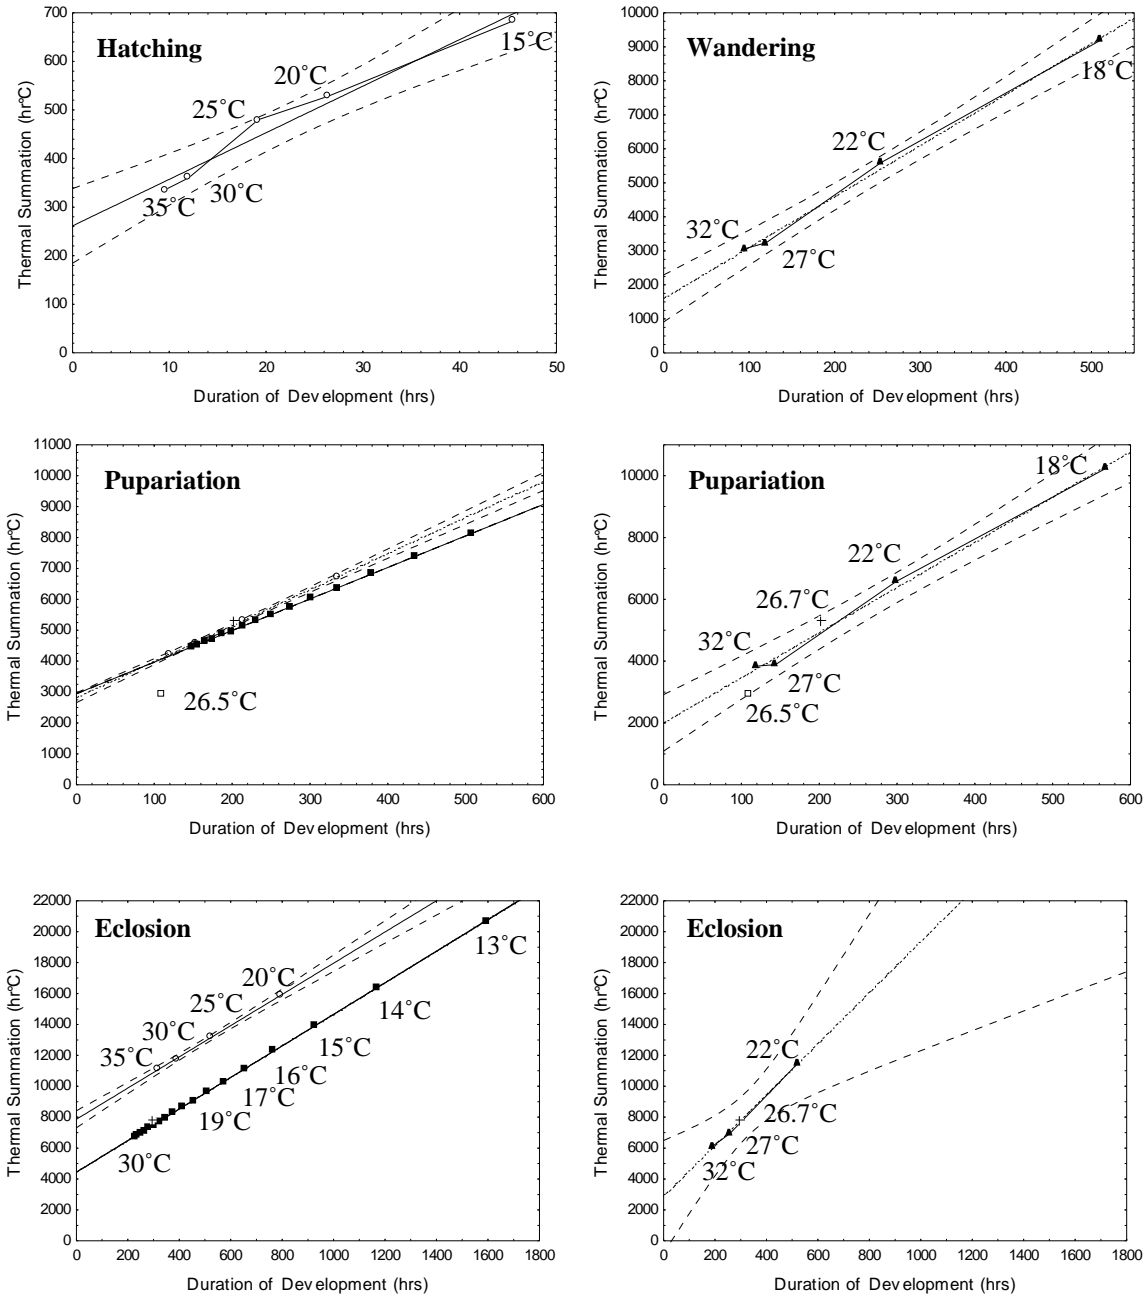 Hatching
Thermal Summation (hrºC)
700
600
500
400
300
200
100
0
15˚C
20˚C
25˚C
30˚C
35˚C
0 10 20 30 40 50
Duration of Development (hrs)
Wandering
Thermal Summation (hrºC)
10000
9000
8000
7000
6000
5000
4000
3000
2000
1000
0
18˚C
22˚C
32˚C
27˚C
0 100 200 300 400 500
Duration of Development (hrs)
Pupariation
Thermal Summation (hrºC)
11000
10000
9000
8000
7000
6000
5000
4000
3000
2000
1000
0
26.5˚C
0 100 200 300 400 500 600
Duration of Development (hrs)
Pupariation
Thermal Summation (hrºC)
10000
8000
6000
4000
2000
0
18˚C
22˚C
26.7˚C
32˚C
27˚C
26.5˚C
0 100 200 300 400 500 600
Duration of Development (hrs)
Eclosion
Thermal Summation (hrºC)
22000
20000
18000
16000
14000
12000
10000
8000
6000
4000
2000
0
20˚C
25˚C
30˚C
35˚C
13˚C
14˚C
15˚C
16˚C
17˚C
19˚C
30˚C
0 200 400 600 800 1000 1200 1400 1600 1800
Duration of Development (hrs)
Eclosion
Thermal Summation (hrºC)
22000
20000
18000
16000
14000
12000
10000
8000
6000
4000
2000
0
22˚C
26.7˚C
27˚C
32˚C
0 200 400 600 800 1000 1200 1400 1600 1800
Duration of Development (hrs)